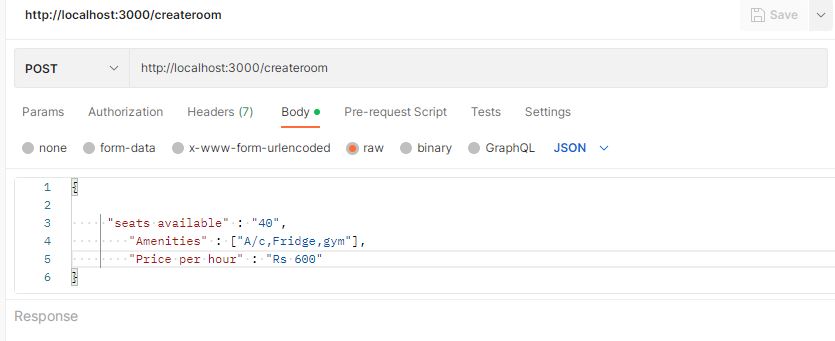 http://localhost:3000/createroom
Save
POST http://localhost:3000/createroom
Params Authorization Headers (7) Body Pre-request Script Tests Settings
none form-data x-www-form-urlencoded raw binary GraphQL JSON
1 {
2
3 "seats available" : "40",
4 "Amenities" : ["A/c,Fridge,gym"],
5 "Price per hour" : "Rs 600"
6 }
Response